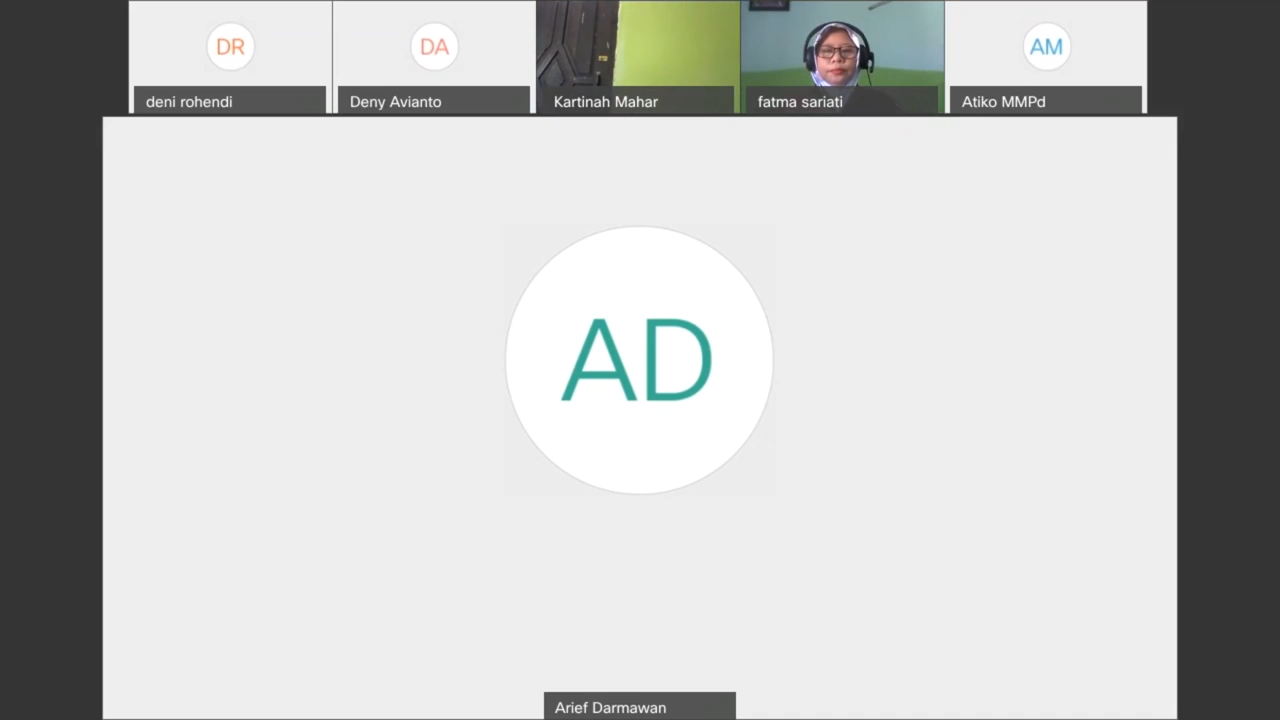 DR
DA
AM
deni rohendi
Deny Avianto
Kartinah Mahar
fatma sariati
Atiko MMPd
AD
Arief Darmawan